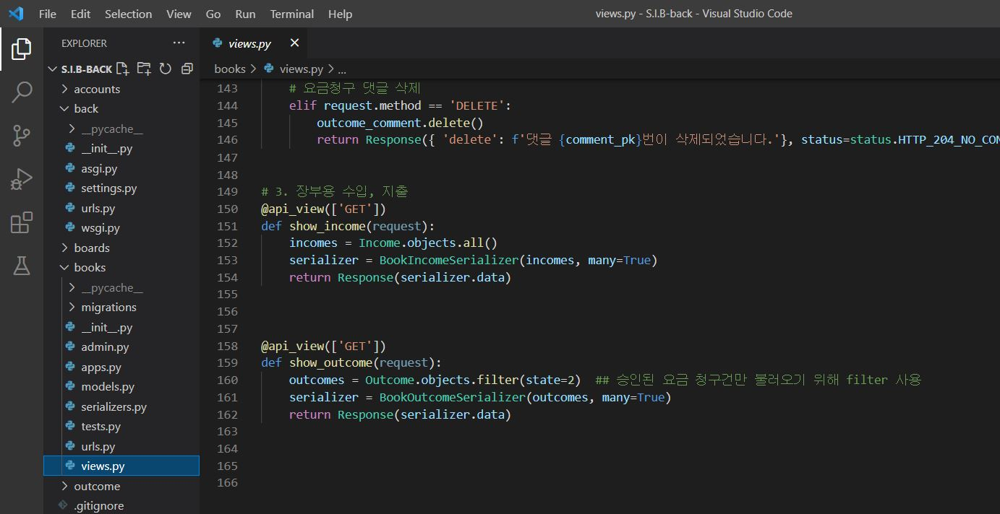 File Edit Selection View Go Run Terminal Help
views.py - S.I.B-back - Visual Studio Code
EXPLORER
S.I.B-BACK
accounts
back
__pycache__
__init__.py
asgi.py
settings.py
urls.py
wsgi.py
boards
books
__pycache__
migrations
__init__.py
admin.py
apps.py
models.py
serializers.py
tests.py
urls.py
views.py
outcome
.gitignore
views.py
books > views.py > ...
143 # 요금청구 댓글 삭제
144 elif request.method == 'DELETE':
145 outcome_comment.delete()
146 return Response({ 'delete': f'댓글 {comment_pk}번이 삭제되었습니다.'}, status=status.HTTP_204_NO_CON
147
148
149 # 3. 장부용 수입, 지출
150 @api_view(['GET'])
151 def show_income(request):
152 incomes = Income.objects.all()
153 serializer = BookIncomeSerializer(incomes, many=True)
154 return Response(serializer.data)
155
156
157
158 @api_view(['GET'])
159 def show_outcome(request):
160 outcomes = Outcome.objects.filter(state=2) ## 승인된 요금 청구건만 불러오기 위해 filter 사용
161 serializer = BookOutcomeSerializer(outcomes, many=True)
162 return Response(serializer.data)
163
164
165
166